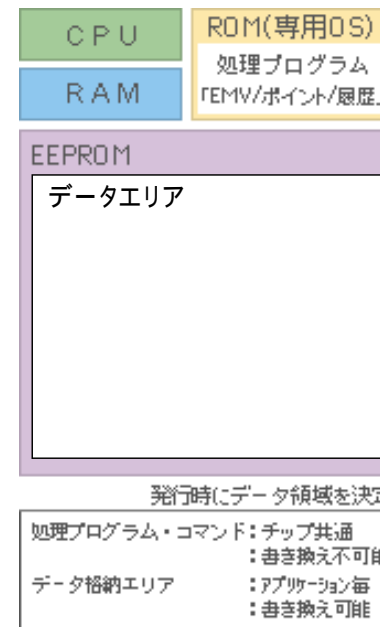 CPU
ROM(専用OS)
処理プログラム
RAM
「EMV/ポイント/履歴」
EEPROM
データエリア
発行時にデータ領域を決定
処理プログラム・コマンド:チップ共通
:書き換え不可能
データ格納エリア :アプリケーション毎
:書き換え可能